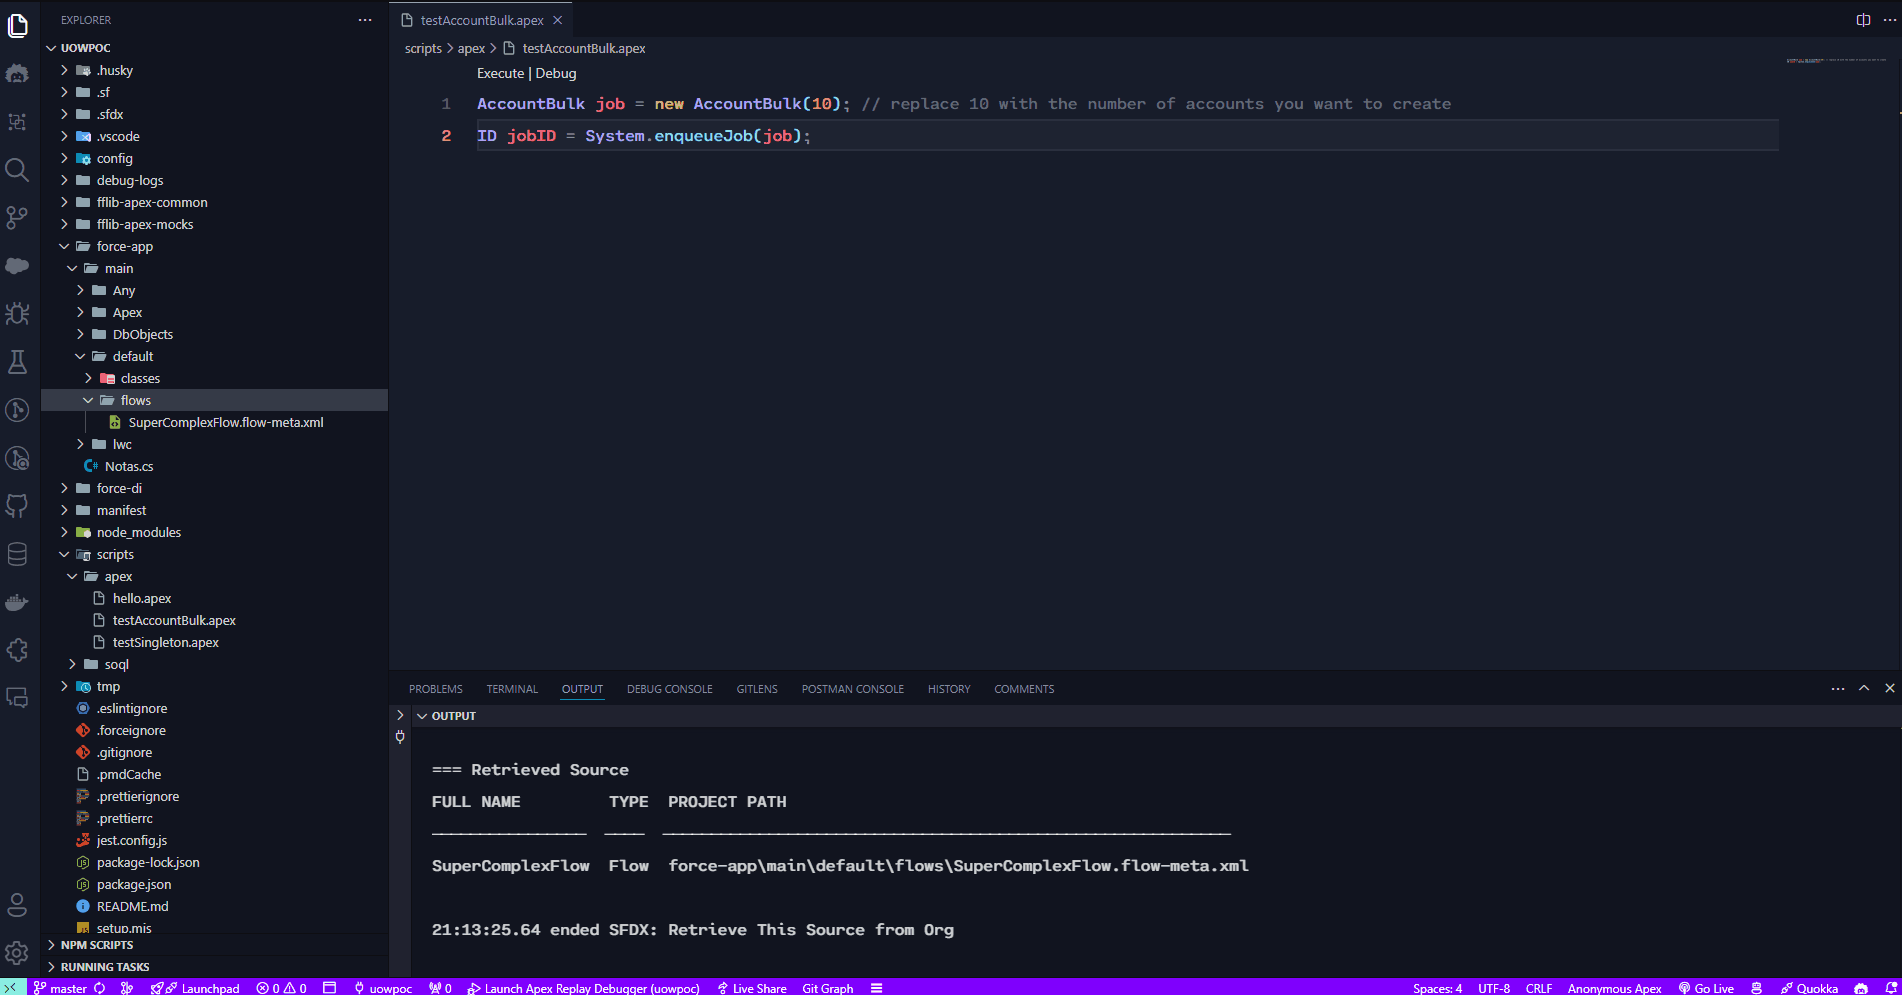 EXPLORER
UOWPOC
.husky
.sf
.sfdx
.vscode
config
debug-logs
fflib-apex-common
fflib-apex-mocks
force-app
main
Any
Apex
DbObjects
default
classes
flows
SuperComplexFlow.flow-meta.xml
lwc
Notas.cs
force-di
manifest
node_modules
scripts
apex
hello.apex
testAccountBulk.apex
testSingleton.apex
soql
tmp
.eslintignore
.forceignore
.gitignore
.pmdCache
.prettierignore
.prettierrc
jest.config.js
package-lock.json
package.json
README.md
setup.mis
NPM SCRIPTS
RUNNING TASKS
testAccountBulk.apex
scripts > apex > testAccountBulk.apex
Execute | Debug
1 AccountBulk job = new AccountBulk(10); // replace 10 with the number of accounts you want to create
2 ID jobID = System.enqueueJob(job);
PROBLEMS TERMINAL OUTPUT DEBUG CONSOLE GITLENS POSTMAN CONSOLE HISTORY COMMENTS
OUTPUT
=== Retrieved Source
FULL NAME TYPE PROJECT PATH
SuperComplexFlow Flow force-app\main\default\flows\SuperComplexFlow.flow-meta.xml
21:13:25.64 ended SFDX: Retrieve This Source from Org
master Launchpad 0 0 uowpoc 0 Launch Apex Replay Debugger (uowpoc) Live Share Git Graph Spaces: 4 UTF-8 CRLF Anonymous Apex Go Live Quokka